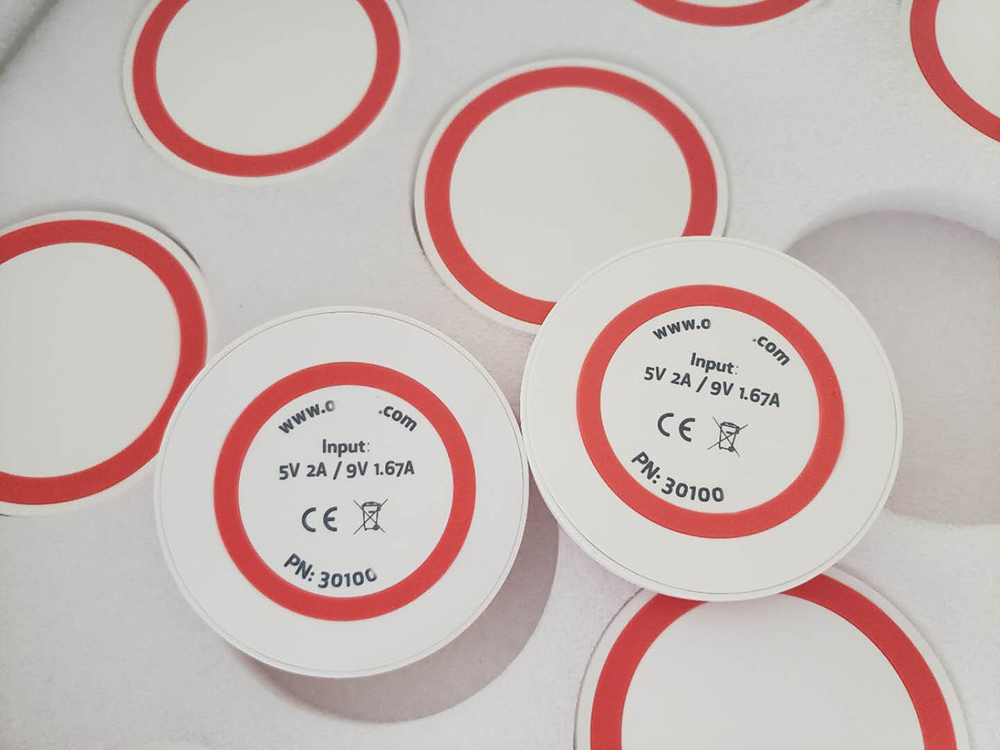 www.o .com
Input:
5V 2A / 9V 1.67A
CE
PN: 30100
www.o .com
Input:
5V 2A / 9V 1.67A
CE
PN: 30100